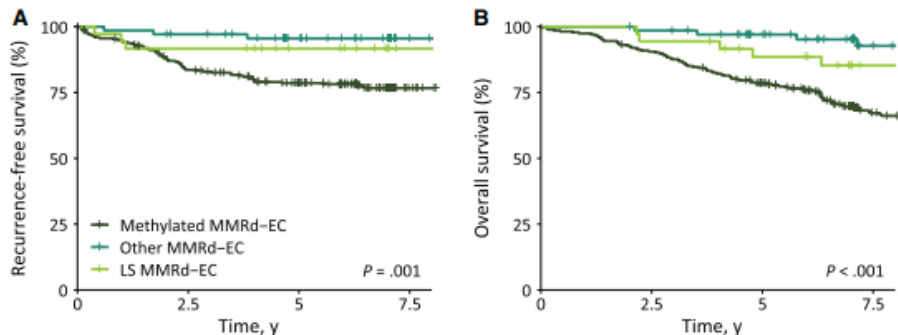 A
Recurrence-free survival (%)
100
75
50
25
0
Methylated MMRd–EC
Other MMRd–EC
LS MMRd–EC
P = .001
0 2.5 5 7.5
Time, y
B
Overall survival (%)
100
75
50
25
0
P < .001
0 2.5 5 7.5
Time, y